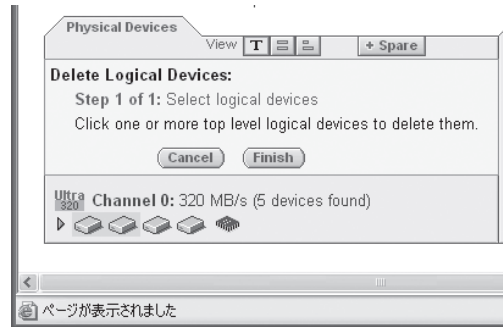 Physical Devices
View T + Spare
Delete Logical Devices:
Step 1 of 1: Select logical devices
Click one or more top level logical devices to delete them.
Cancel Finish
Ultra 320 Channel 0: 320 MB/s (5 devices found)
ページが表示されました